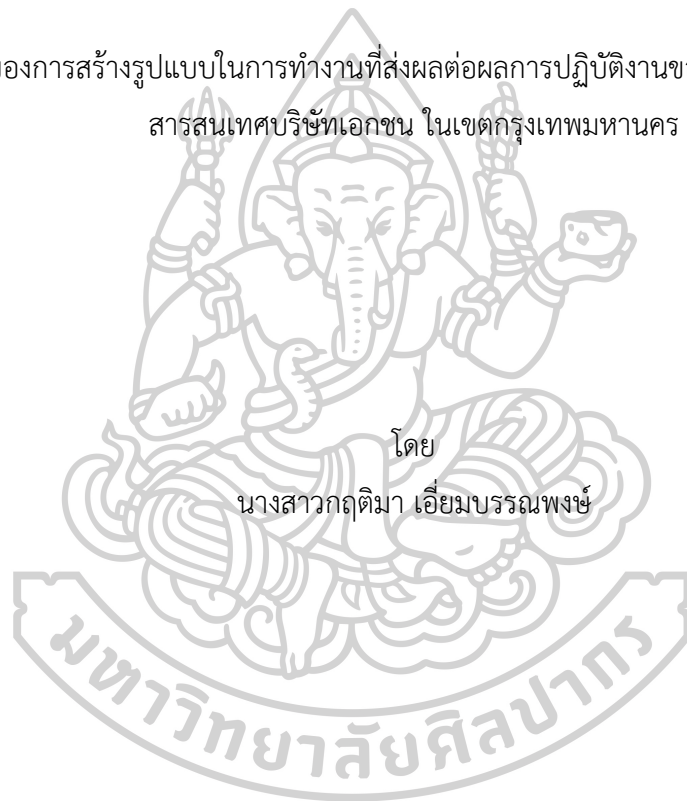 ของการสร้างรูปแบบในการทำงานที่ส่งผลต่อผลการปฏิบัติงานขอ
สารสนเทศบริษัทเอกชน ในเขตกรุงเทพมหานคร
โดย
นางสาวกฤติมา เอี่ยมบรรณพงษ์
มหาวิทยาลัยศิลปากร